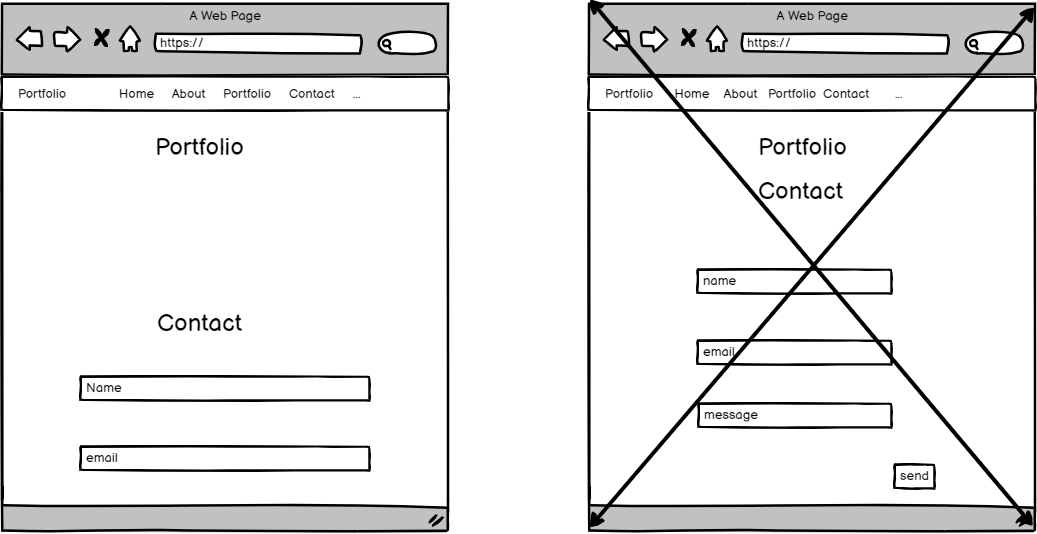 A Web Page
https://
Portfolio Home About Portfolio Contact ...
Portfolio
Contact
Name
email
A Web Page
https://
Portfolio Home About Portfolio Contact ...
Portfolio
Contact
name
email
message
send